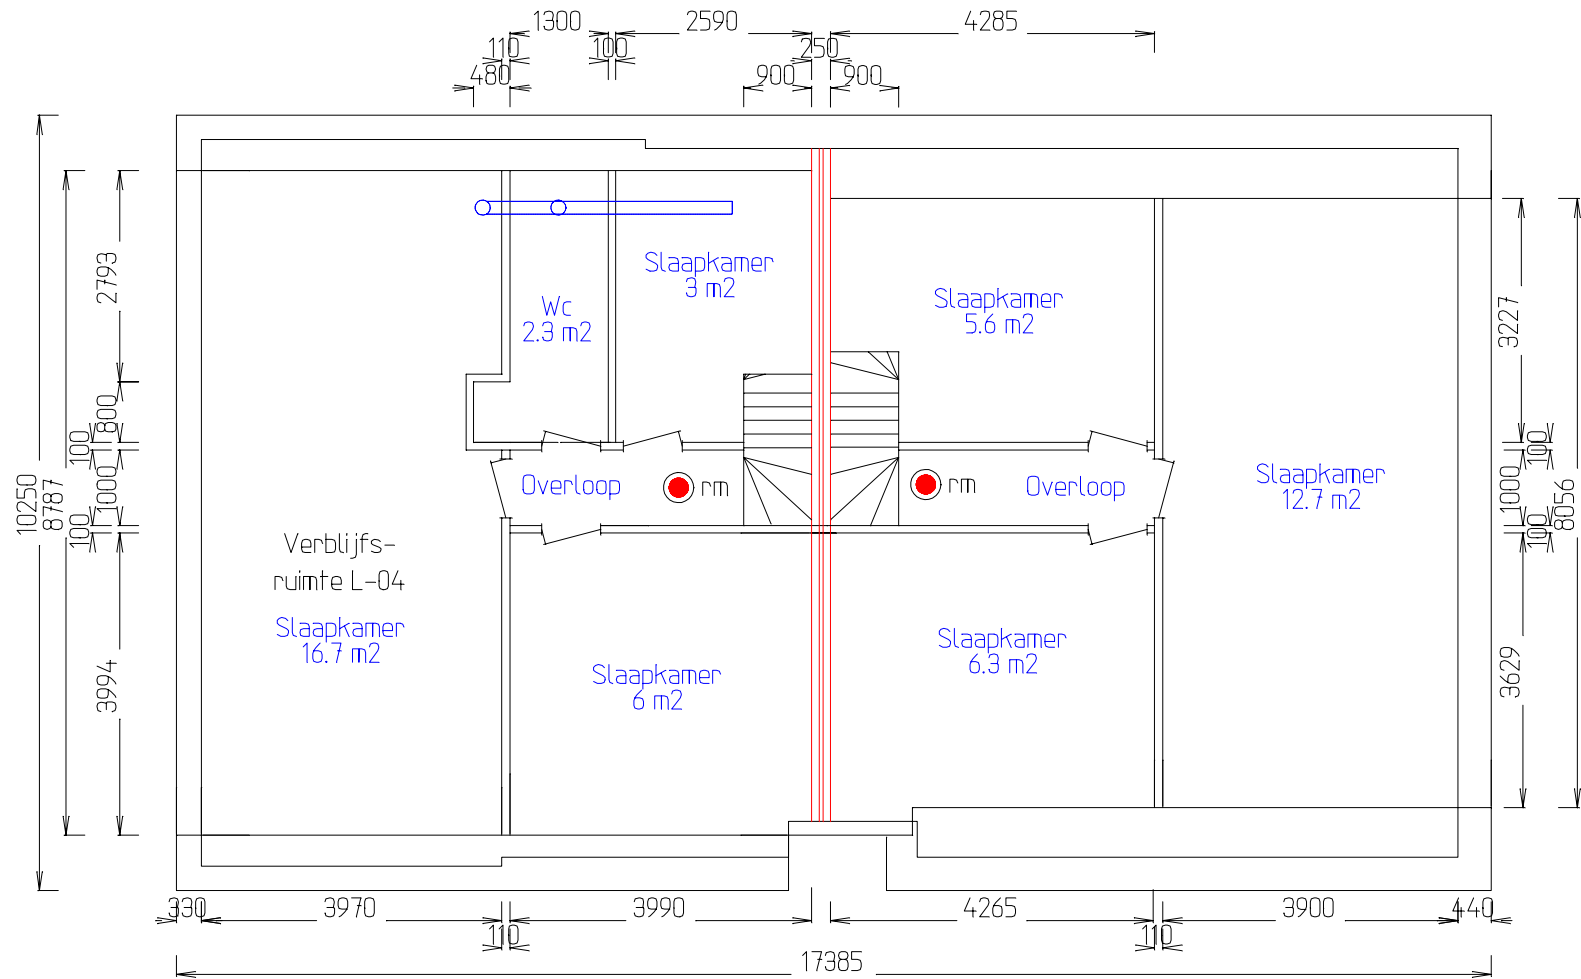 1300
2590
4285
110
100
250
480
900
900
Slaapkamer
3 m2
Wc
2.3 m2
Slaapkamer
5.6 m2
2793
3227
800
100
1000
100
10250
8787
3994
Overloop
rm
rm
Overloop
Slaapkamer
12.7 m2
100
1000
100
8056
3629
Verblijfs-
ruimte L-04
Slaapkamer
16.7 m2
Slaapkamer
6 m2
Slaapkamer
6.3 m2
330
3970
3990
4265
3900
440
110
110
17385